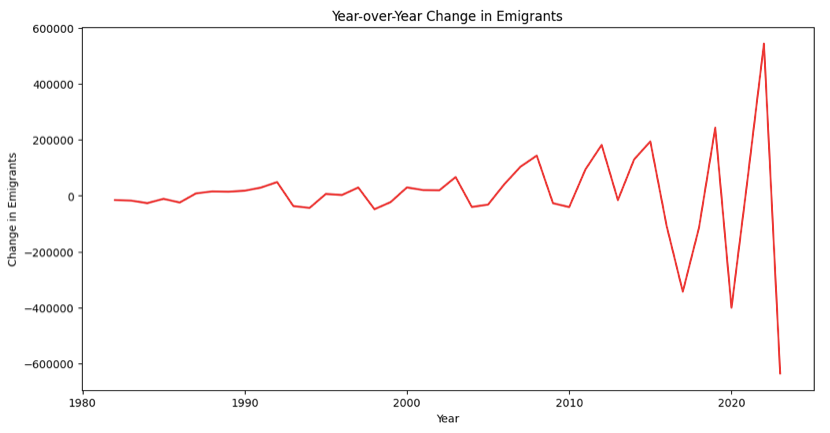 Year-over-Year Change in Emigrants
600000
400000
200000
0
−200000
−400000
−600000
Change in Emigrants
1980 1990 2000 2010 2020
Year